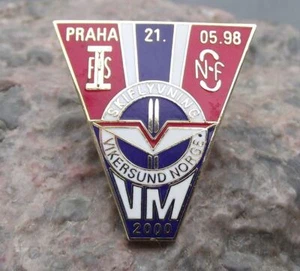 PRAHA 21. 05.98
FIS NSF
SKIFLYVNING
VIKERSUND NORGE
VM
2000